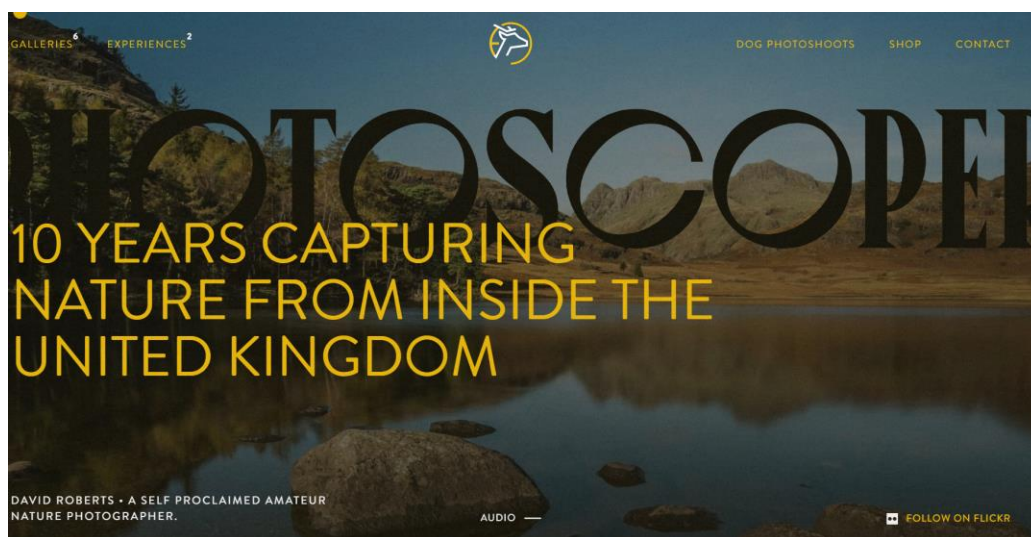 GALLERIES6 EXPERIENCES2 DOG PHOTOSHOOTS SHOP CONTACT
PHOTOSCOPER
10 YEARS CAPTURING
NATURE FROM INSIDE THE
UNITED KINGDOM
DAVID ROBERTS • A SELF PROCLAIMED AMATEUR
NATURE PHOTOGRAPHER.
AUDIO
FOLLOW ON FLICKR